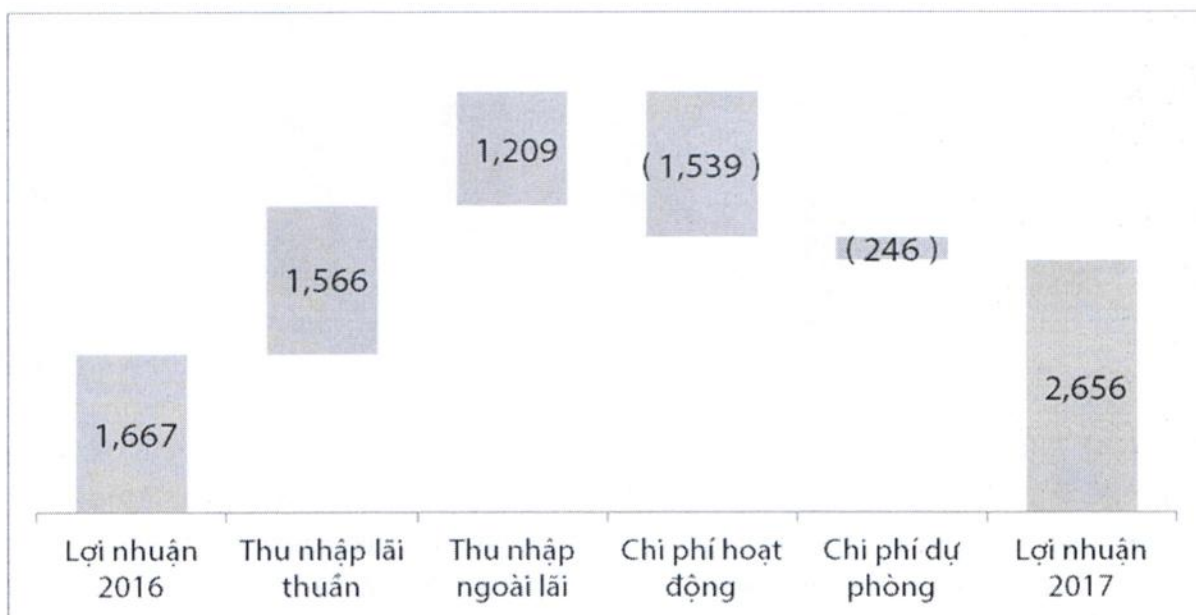 1,209
( 1,539 )
( 246 )
1,566
2,656
1,667
Lợi nhuận
2016
Thu nhập lãi
thuần
Thu nhập
ngoài lãi
Chi phí hoạt
động
Chi phí dự
phòng
Lợi nhuận
2017